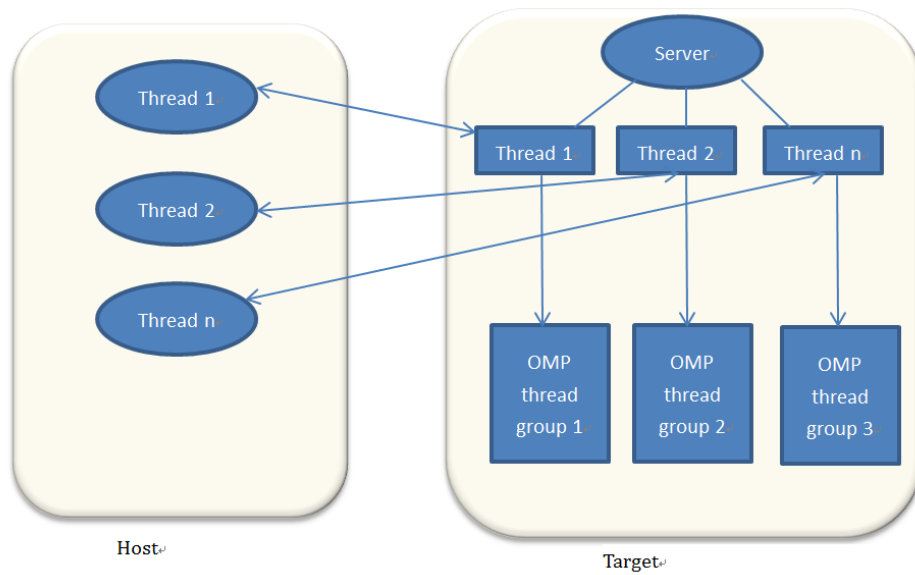 Thread 1
Thread 2
Thread n
Host
Server
Thread 1
Thread 2
Thread n
OMP
thread
group 1
OMP
thread
group 2
OMP
thread
group 3
Target